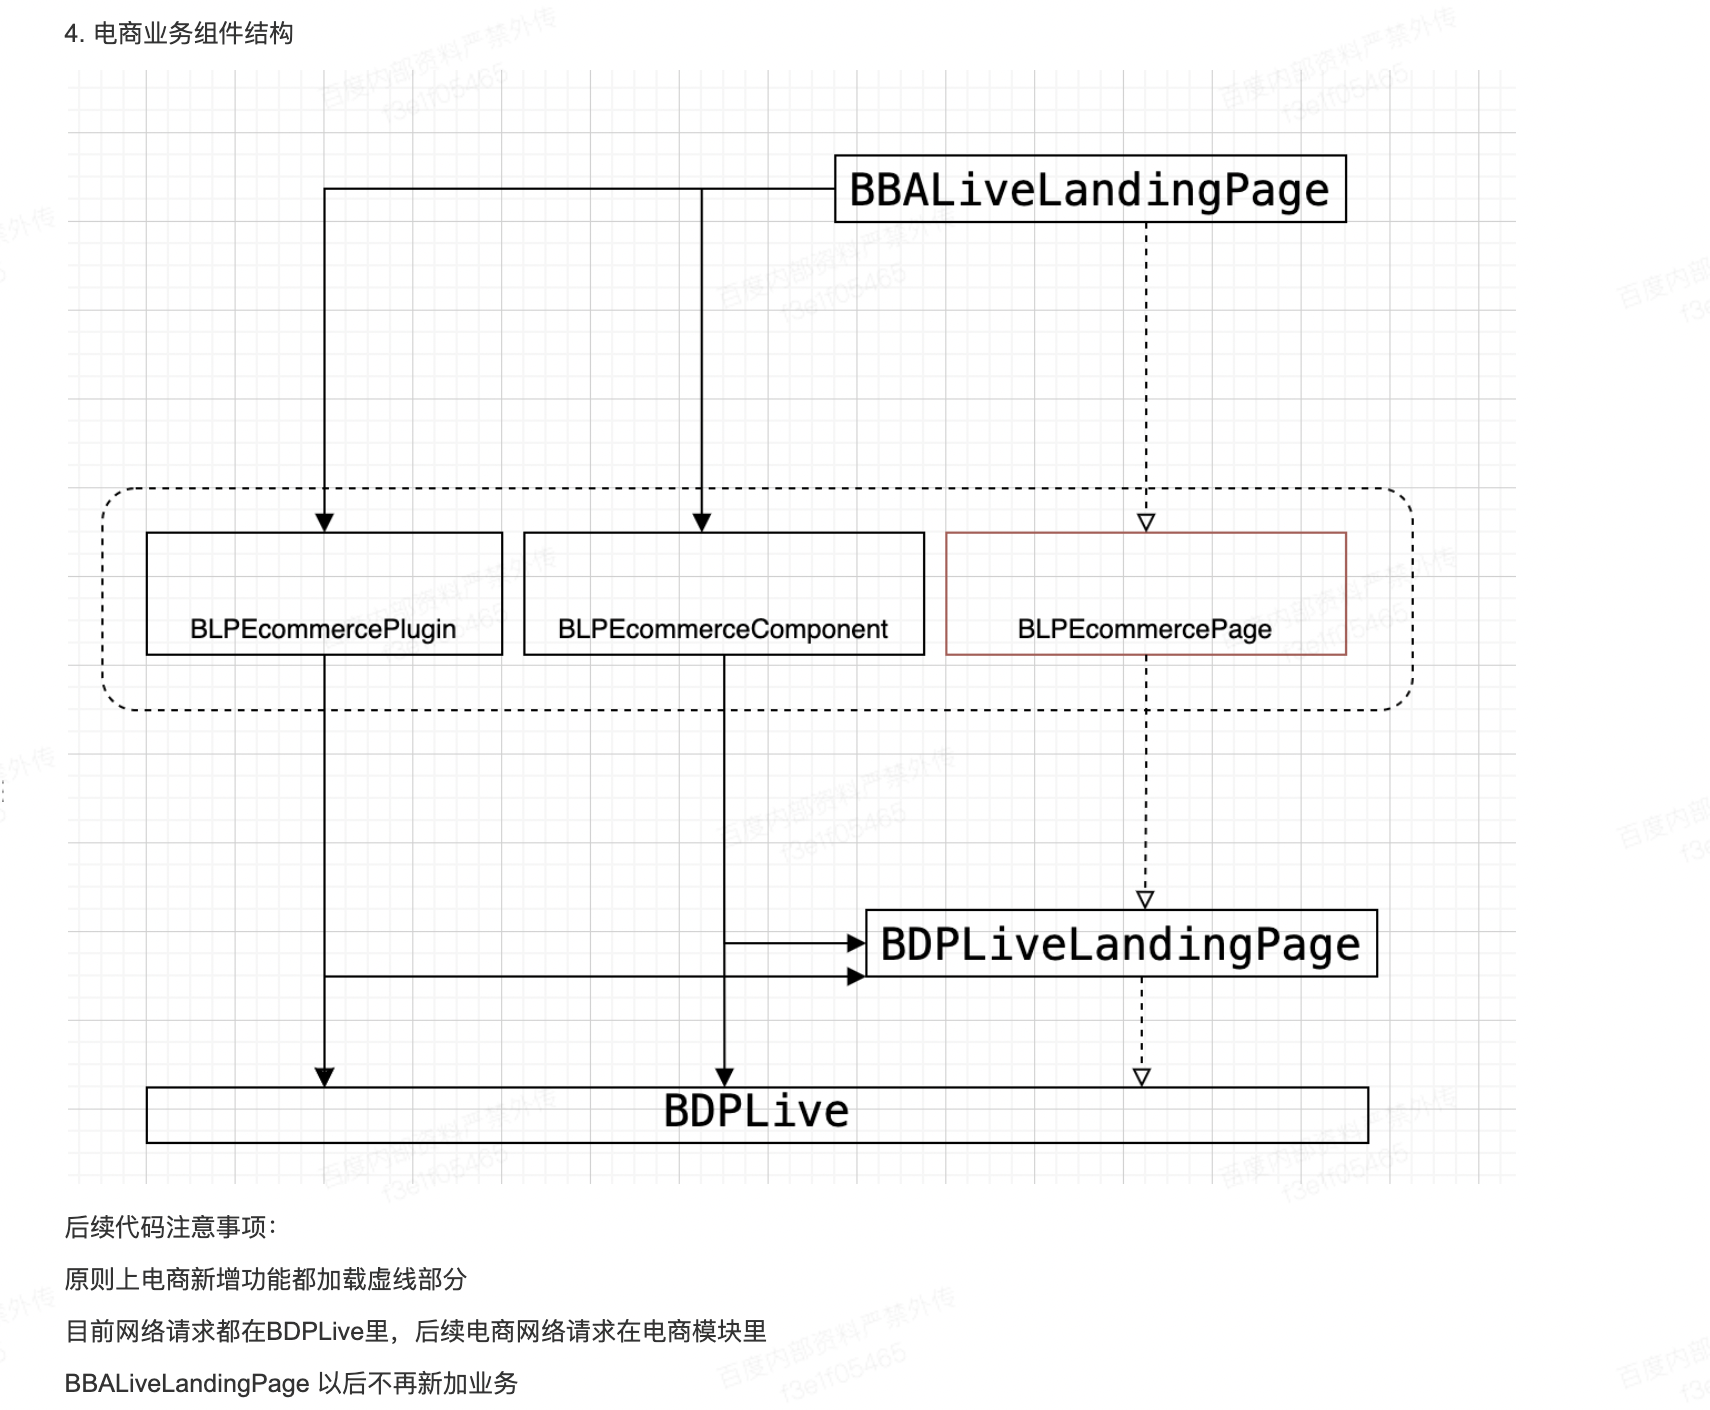 4. 电商业务组件结构
BBALiveLandingPage
BLPEcommercePlugin
BLPEcommerceComponent
BLPEcommercePage
BDPLiveLandingPage
BDPLive
后续代码注意事项：
原则上电商新增功能都加载虚线部分
目前网络请求都在BDPLive里，后续电商网络请求在电商模块里
BBALiveLandingPage 以后不再新加业务
百度内部资料严禁外传
f3e1f05465